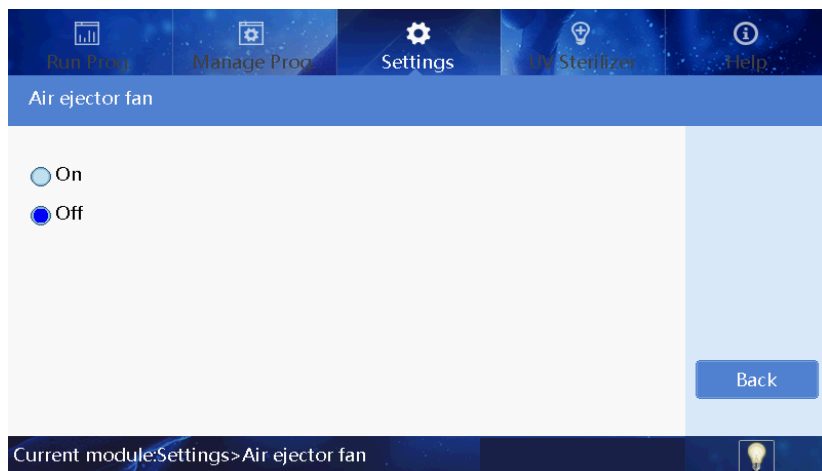 Run Prog. Manage Prog. Settings UV Sterilizer Help
Air ejector fan
On
Off
Back
Current module:Settings>Air ejector fan